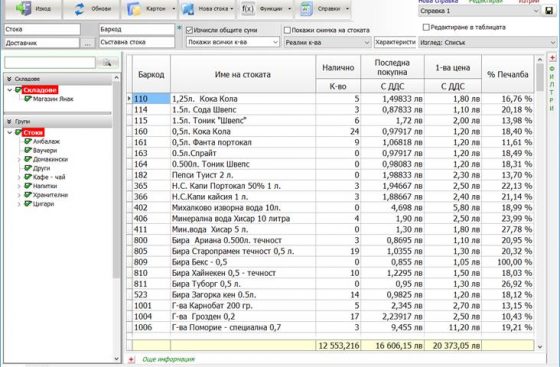 Нова справка Редактирай Изтрий
Изход Обнови Картон Нова стока f(x) Функции Справки
Справка 1
Стока Баркод Изчисли общите суми Покажи снимка на стоката Редактиране в таблицата
Доставчик ... Съставна стока Покажи всички к-ва Реални к-ва Характеристи Изглед: Списък
Складове
Складове
Магазин Янак
Групи
Стоки
Амбалаж
Ваучери
Домакински
Други
Кафе - чай
Напитки
Хранителни
Цигари
Баркод Име на стоката Налично Последна покупна 1-ва цена % Печалба
К-во С ДДС С ДДС
110 1,25л. Кока Кола 5 1,49833 лв 1,80 лв 16,76 %
114 1.5л. Сода Швепс 3 0,87833 лв 1,10 лв 20,18 %
115 1.5л. Тоник "Швепс" 6 1,72 лв 2,00 лв 13,98 %
160 0,5л. Кока Кола 24 0,97917 лв 1,20 лв 18,40 %
161 0,5л. Фанта портокал 9 1,06818 лв 1,20 лв 11,61 %
163 0.5л.Спрайт 0 0,97917 лв 1,20 лв 18,49 %
164 0.500л. Тоник Швепс 0 0,98083 лв 1,20 лв 18,31 %
182 Пепси Туист 2 л. 0 1,98833 лв 2,30 лв 13,70 %
365 Н.С. Капи Портокал 50% 1 л. 3 1,94667 лв 2,50 лв 22,13 %
366 Н.С.Капи кайсия 1 л. 3 1,88667 лв 2,40 лв 21,14 %
402 Михалково изворна вода 10л. 0 4,698 лв 5,80 лв 18,99 %
406 Минерална вода Хисар 10 литра 4 1,90 лв 2,50 лв 23,99 %
411 Мин.вода Хисар 5 л. 0 1,30 лв 1,80 лв 27,78 %
800 Бира Ариана 0.500л. течност 3 0,8695 лв 1,10 лв 20,95 %
805 Бира Старопрамен течност 0,5 л. 19 1,0355 лв 1,30 лв 20,32 %
809 Бира Бекс - 0,5 0 0,855 лв 1,05 лв 100,00 %
810 Бира Хайнекен 0,5 - течност 10 1,2295 лв 1,50 лв 18,03 %
811 Бира Туборг 0,5 л. 0 0,95 лв 1,30 лв 26,92 %
523 Бира Загорка кен 0.5л. 14 0,9825 лв 1,20 лв 18,12 %
1001 Г-ва Карнобат 200 гр. 5 2,345 лв 2,70 лв 13,15 %
1004 Г-ва Грозден 0,2 17 2,23917 лв 2,50 лв 10,43 %
1006 Г-ва Поморие - специална 0,7 3 9,455 лв 11,20 лв 19,21 %
12 553,216 16 606,15 лв 20 373,05 лв
Още информация
ФИЛТРИ